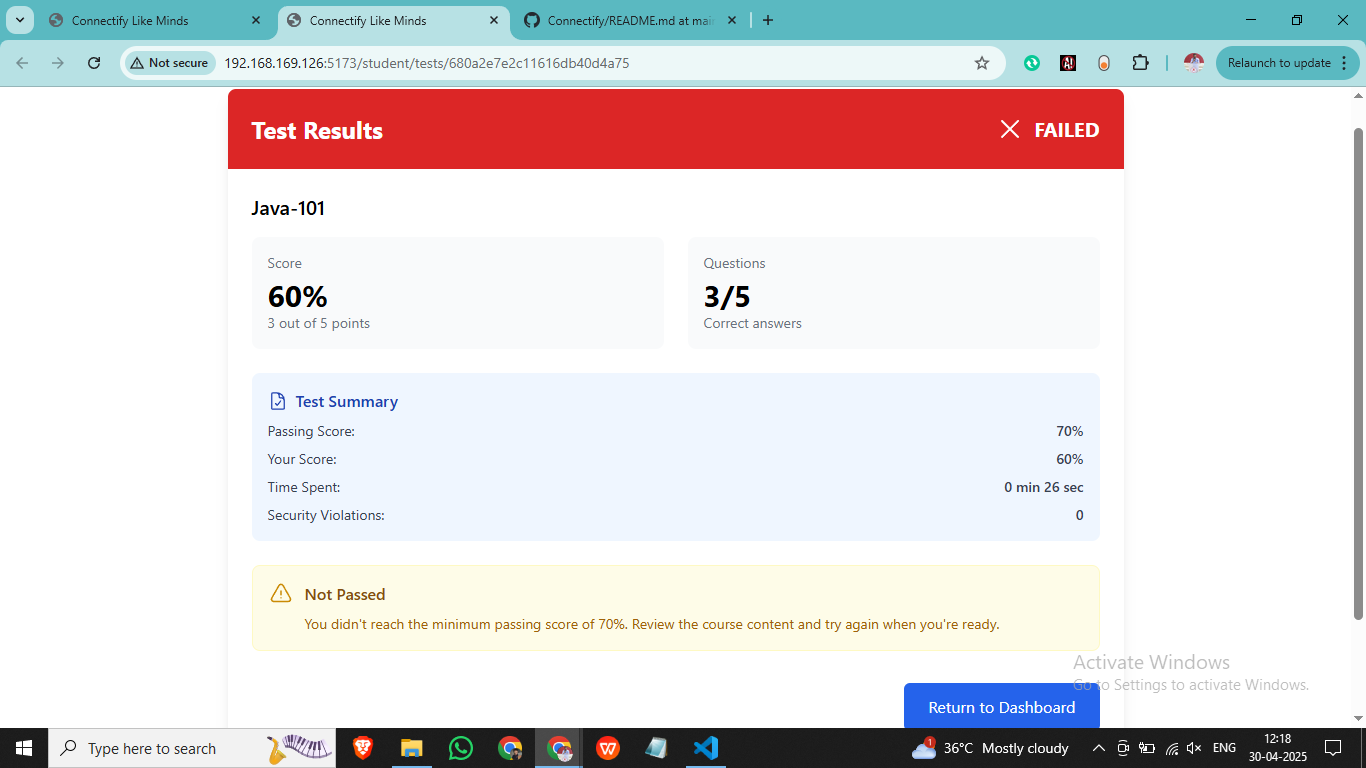 Connectify Like Minds
Connectify Like Minds
Connectify/README.md at mai
Not secure
192.168.169.126:5173/student/tests/680a2e7e2c11616db40d4a75
Relaunch to update
Test Results
FAILED
Java-101
Score
60%
3 out of 5 points
Questions
3/5
Correct answers
Test Summary
Passing Score: 70%
Your Score: 60%
Time Spent: 0 min 26 sec
Security Violations: 0
Not Passed
You didn't reach the minimum passing score of 70%. Review the course content and try again when you're ready.
Activate Windows
Go to Settings to activate Windows.
Return to Dashboard
Type here to search
1
36°C Mostly cloudy
ENG
12:18
30-04-2025